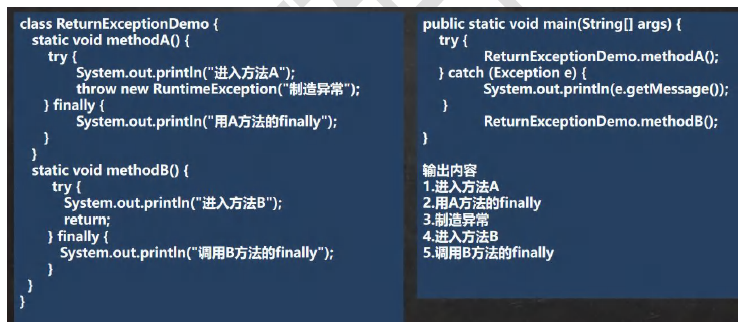 class ReturnExceptionDemo {
static void methodA() {
try {
System.out.println("进入方法A");
throw new RuntimeException("制造异常");
} finally {
System.out.println("用A方法的finally");
}
}
static void methodB() {
try {
System.out.println("进入方法B");
return;
} finally {
System.out.println("调用B方法的finally");
}
}
}
public static void main(String[] args) {
try {
ReturnExceptionDemo.methodA();
} catch (Exception e) {
System.out.println(e.getMessage());
}
ReturnExceptionDemo.methodB();
}
输出内容
1.进入方法A
2.用A方法的finally
3.制造异常
4.进入方法B
5.调用B方法的finally